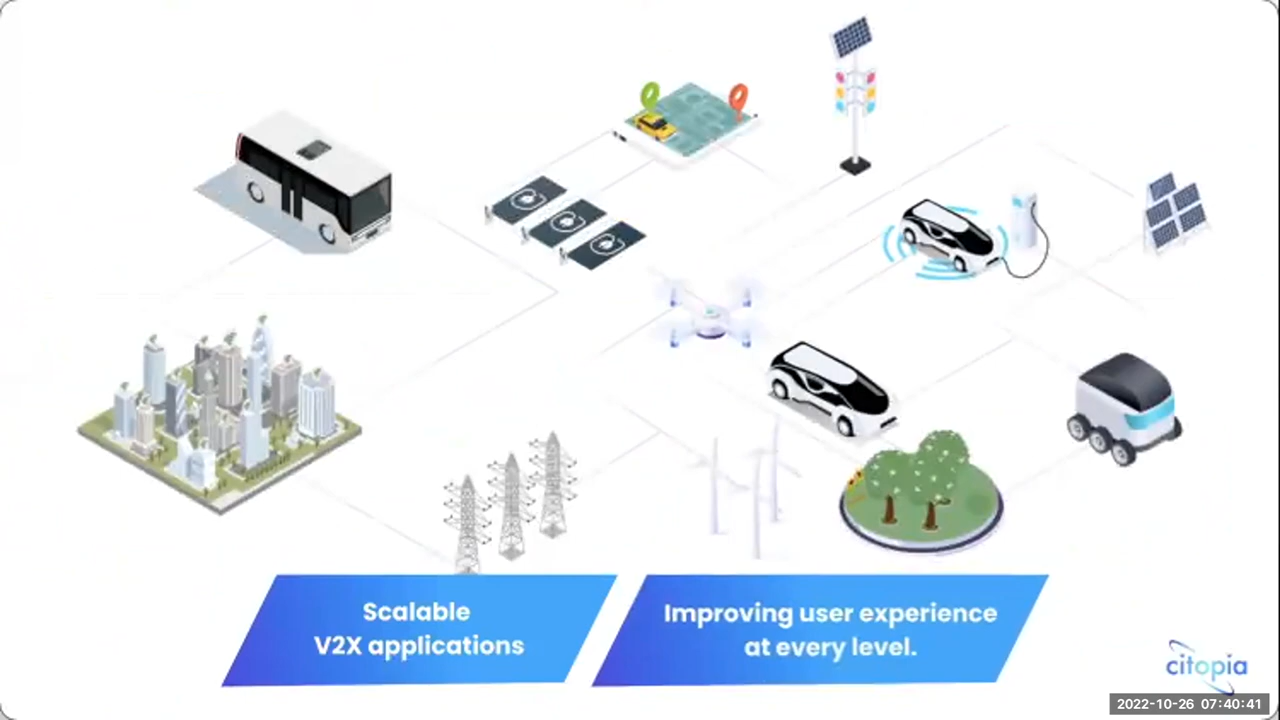 Scalable
V2X applications
Improving user experience
at every level.
citopia
2022-10-26 07:40:41